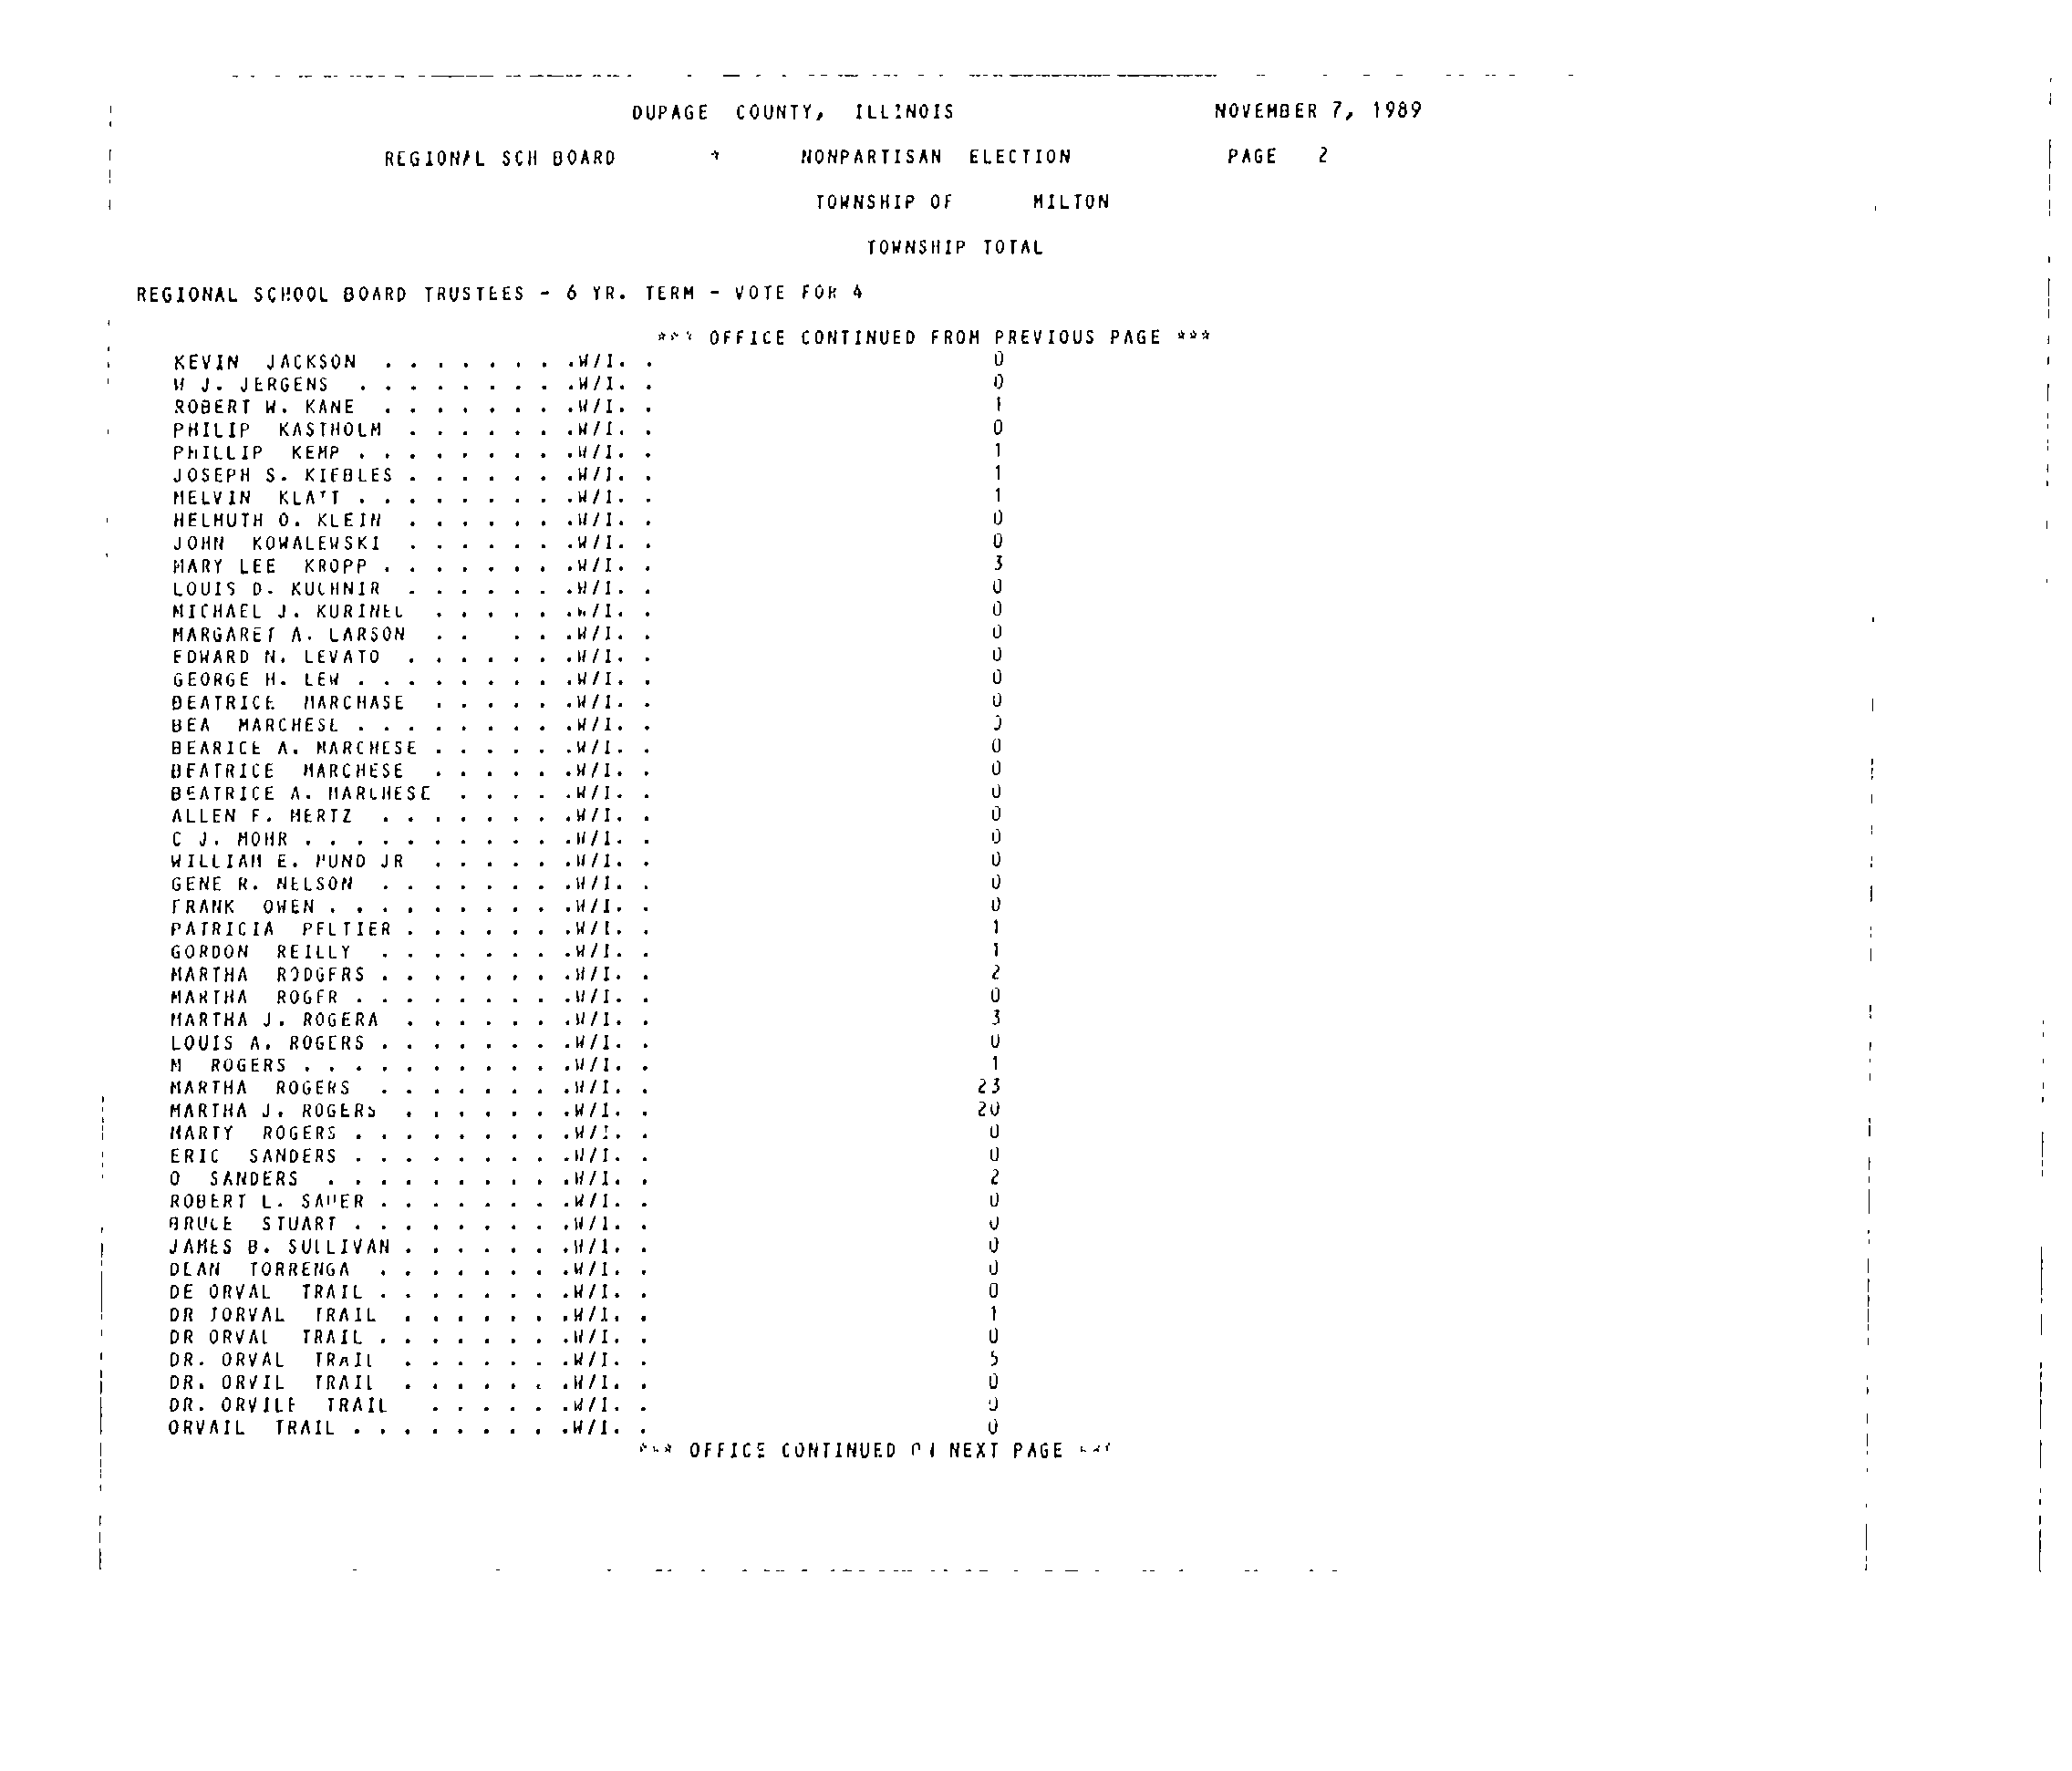 DUPAGE COUNTY, ILLINOIS NOVEMBER 7, 1989
REGIONAL SCH BOARD * NONPARTISAN ELECTION PAGE 2
TOWNSHIP OF MILTON
TOWNSHIP TOTAL
REGIONAL SCHOOL BOARD TRUSTEES - 6 YR. TERM - VOTE FOR 4
*** OFFICE CONTINUED FROM PREVIOUS PAGE ***
KEVIN JACKSON . . . . . . . .W/I. . 0
W J. JERGENS . . . . . . . . .W/I. . 0
ROBERT W. KANE . . . . . . . .W/I. . 1
PHILIP KASTHOLM . . . . . . .W/I. . 0
PHILLIP KEMP . . . . . . . . .W/I. . 1
JOSEPH S. KIEBLES . . . . . . .W/I. . 1
MELVIN KLATT . . . . . . . . .W/I. . 1
HELMUTH O. KLEIN . . . . . . .W/I. . 0
JOHN KOWALEWSKI . . . . . . .W/I. . 0
MARY LEE KROPP . . . . . . . .W/I. . 3
LOUIS D. KUCHNIR . . . . . . .W/I. . 0
MICHAEL J. KURINEC . . . . . .W/I. . 0
MARGARET A. LARSON . . . . . .W/I. . 0
EDWARD N. LEVATO . . . . . . .W/I. . 0
GEORGE H. LEW . . . . . . . . .W/I. . 0
BEATRICE MARCHASE . . . . . .W/I. . 0
BEA MARCHESE . . . . . . . . .W/I. . 0
BEARICE A. MARCHESE . . . . . .W/I. . 0
BEATRICE MARCHESE . . . . . .W/I. . 0
BEATRICE A. MARCHESE . . . . .W/I. . 0
ALLEN F. MERTZ . . . . . . . .W/I. . 0
C J. MOHR . . . . . . . . . . .W/I. . 0
WILLIAM E. MUND JR . . . . . .W/I. . 0
GENE R. NELSON . . . . . . . .W/I. . 0
FRANK OWEN . . . . . . . . . .W/I. . 0
PATRICIA PELTIER . . . . . . .W/I. . 1
GORDON REILLY . . . . . . . .W/I. . 1
MARTHA RODGERS . . . . . . . .W/I. . 2
MARTHA ROGER . . . . . . . . .W/I. . 0
MARTHA J. ROGERA . . . . . . .W/I. . 3
LOUIS A. ROGERS . . . . . . . .W/I. . 0
M ROGERS . . . . . . . . . . .W/I. . 1
MARTHA ROGERS . . . . . . . .W/I. . 23
MARTHA J. ROGERS . . . . . . .W/I. . 20
MARTY ROGERS . . . . . . . . .W/I. . 0
ERIC SANDERS . . . . . . . . .W/I. . 0
O SANDERS . . . . . . . . . .W/I. . 2
ROBERT L. SAUER . . . . . . . .W/I. . 0
BRUCE STUART . . . . . . . . .W/I. . 0
JAMES B. SULLIVAN . . . . . . .W/I. . 0
DEAN TORRENGA . . . . . . . .W/I. . 0
DE ORVAL TRAIL . . . . . . . .W/I. . 0
DR JORVAL TRAIL . . . . . . .W/I. . 1
DR ORVAL TRAIL . . . . . . . .W/I. . 0
DR. ORVAL TRAIL . . . . . . .W/I. . 5
DR. ORVIL TRAIL . . . . . . .W/I. . 0
DR. ORVILE TRAIL . . . . . .W/I. . 0
ORVAIL TRAIL . . . . . . . . .W/I. . 0
*** OFFICE CONTINUED ON NEXT PAGE ***